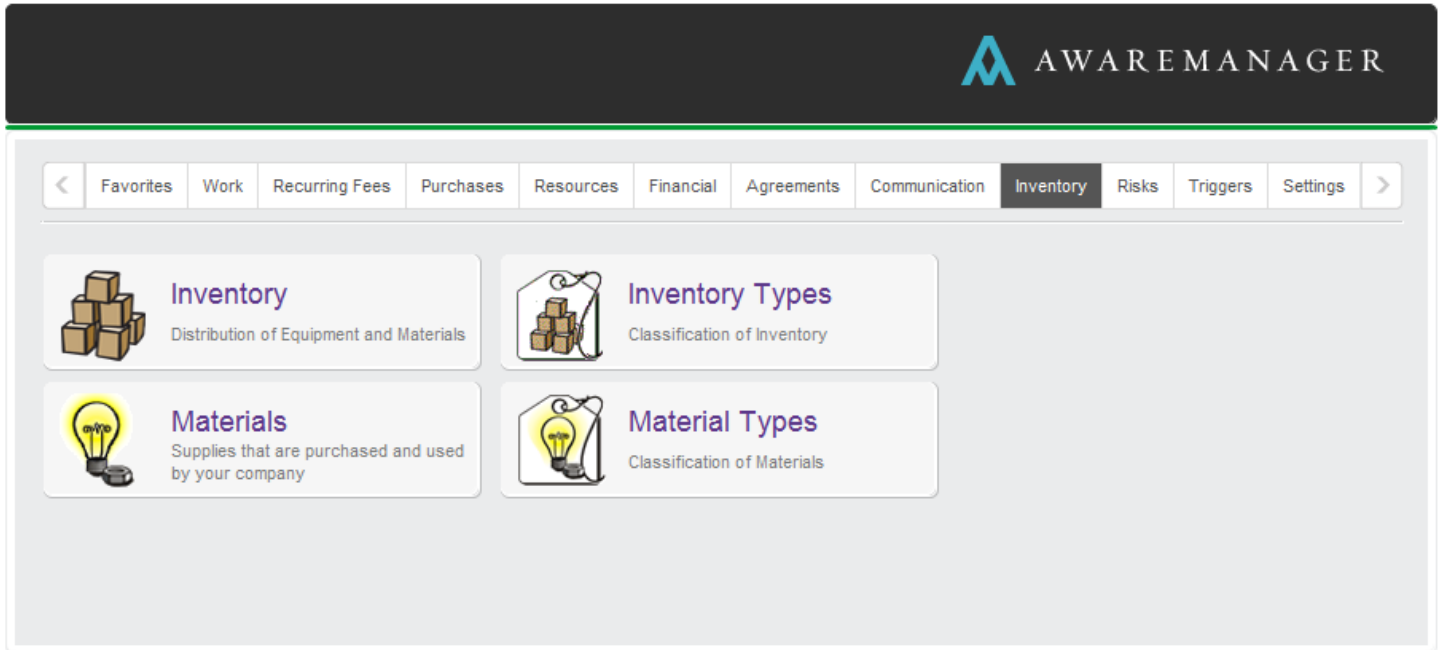 AWAREMANAGER
Favorites Work Recurring Fees Purchases Resources Financial Agreements Communication Inventory Risks Triggers Settings
Inventory
Distribution of Equipment and Materials
Inventory Types
Classification of Inventory
Materials
Supplies that are purchased and used
by your company
Material Types
Classification of Materials